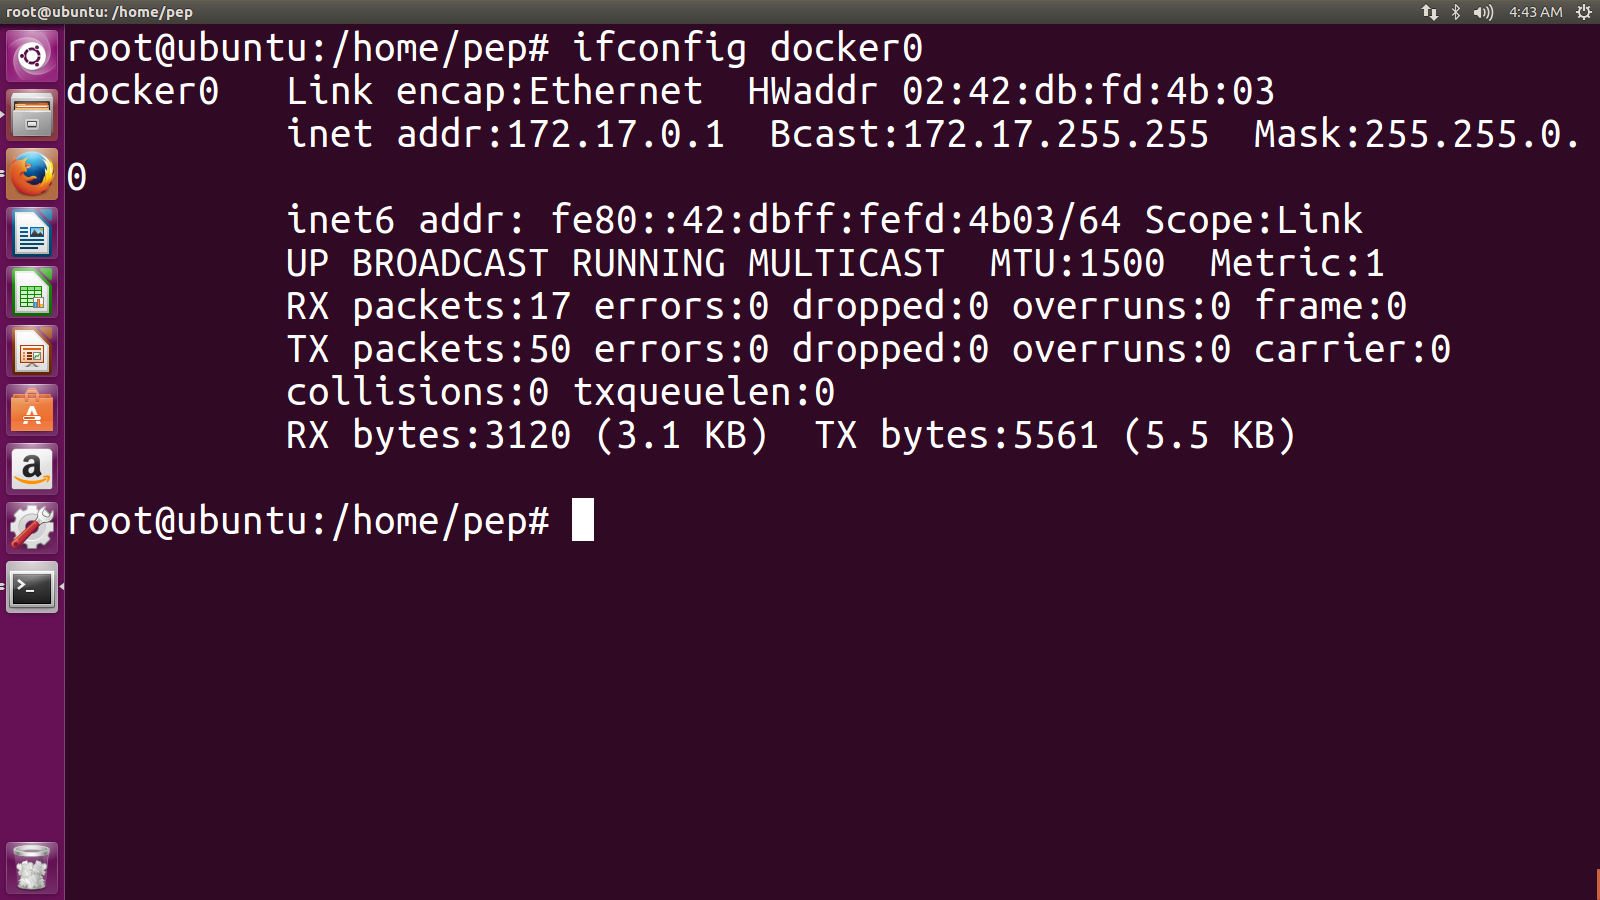 root@ubuntu: /home/pep
4:43 AM
root@ubuntu:/home/pep# ifconfig docker0
docker0   Link encap:Ethernet  HWaddr 02:42:db:fd:4b:03
          inet addr:172.17.0.1  Bcast:172.17.255.255  Mask:255.255.0.
0
          inet6 addr: fe80::42:dbff:fefd:4b03/64 Scope:Link
          UP BROADCAST RUNNING MULTICAST  MTU:1500  Metric:1
          RX packets:17 errors:0 dropped:0 overruns:0 frame:0
          TX packets:50 errors:0 dropped:0 overruns:0 carrier:0
          collisions:0 txqueuelen:0
          RX bytes:3120 (3.1 KB)  TX bytes:5561 (5.5 KB)
root@ubuntu:/home/pep#